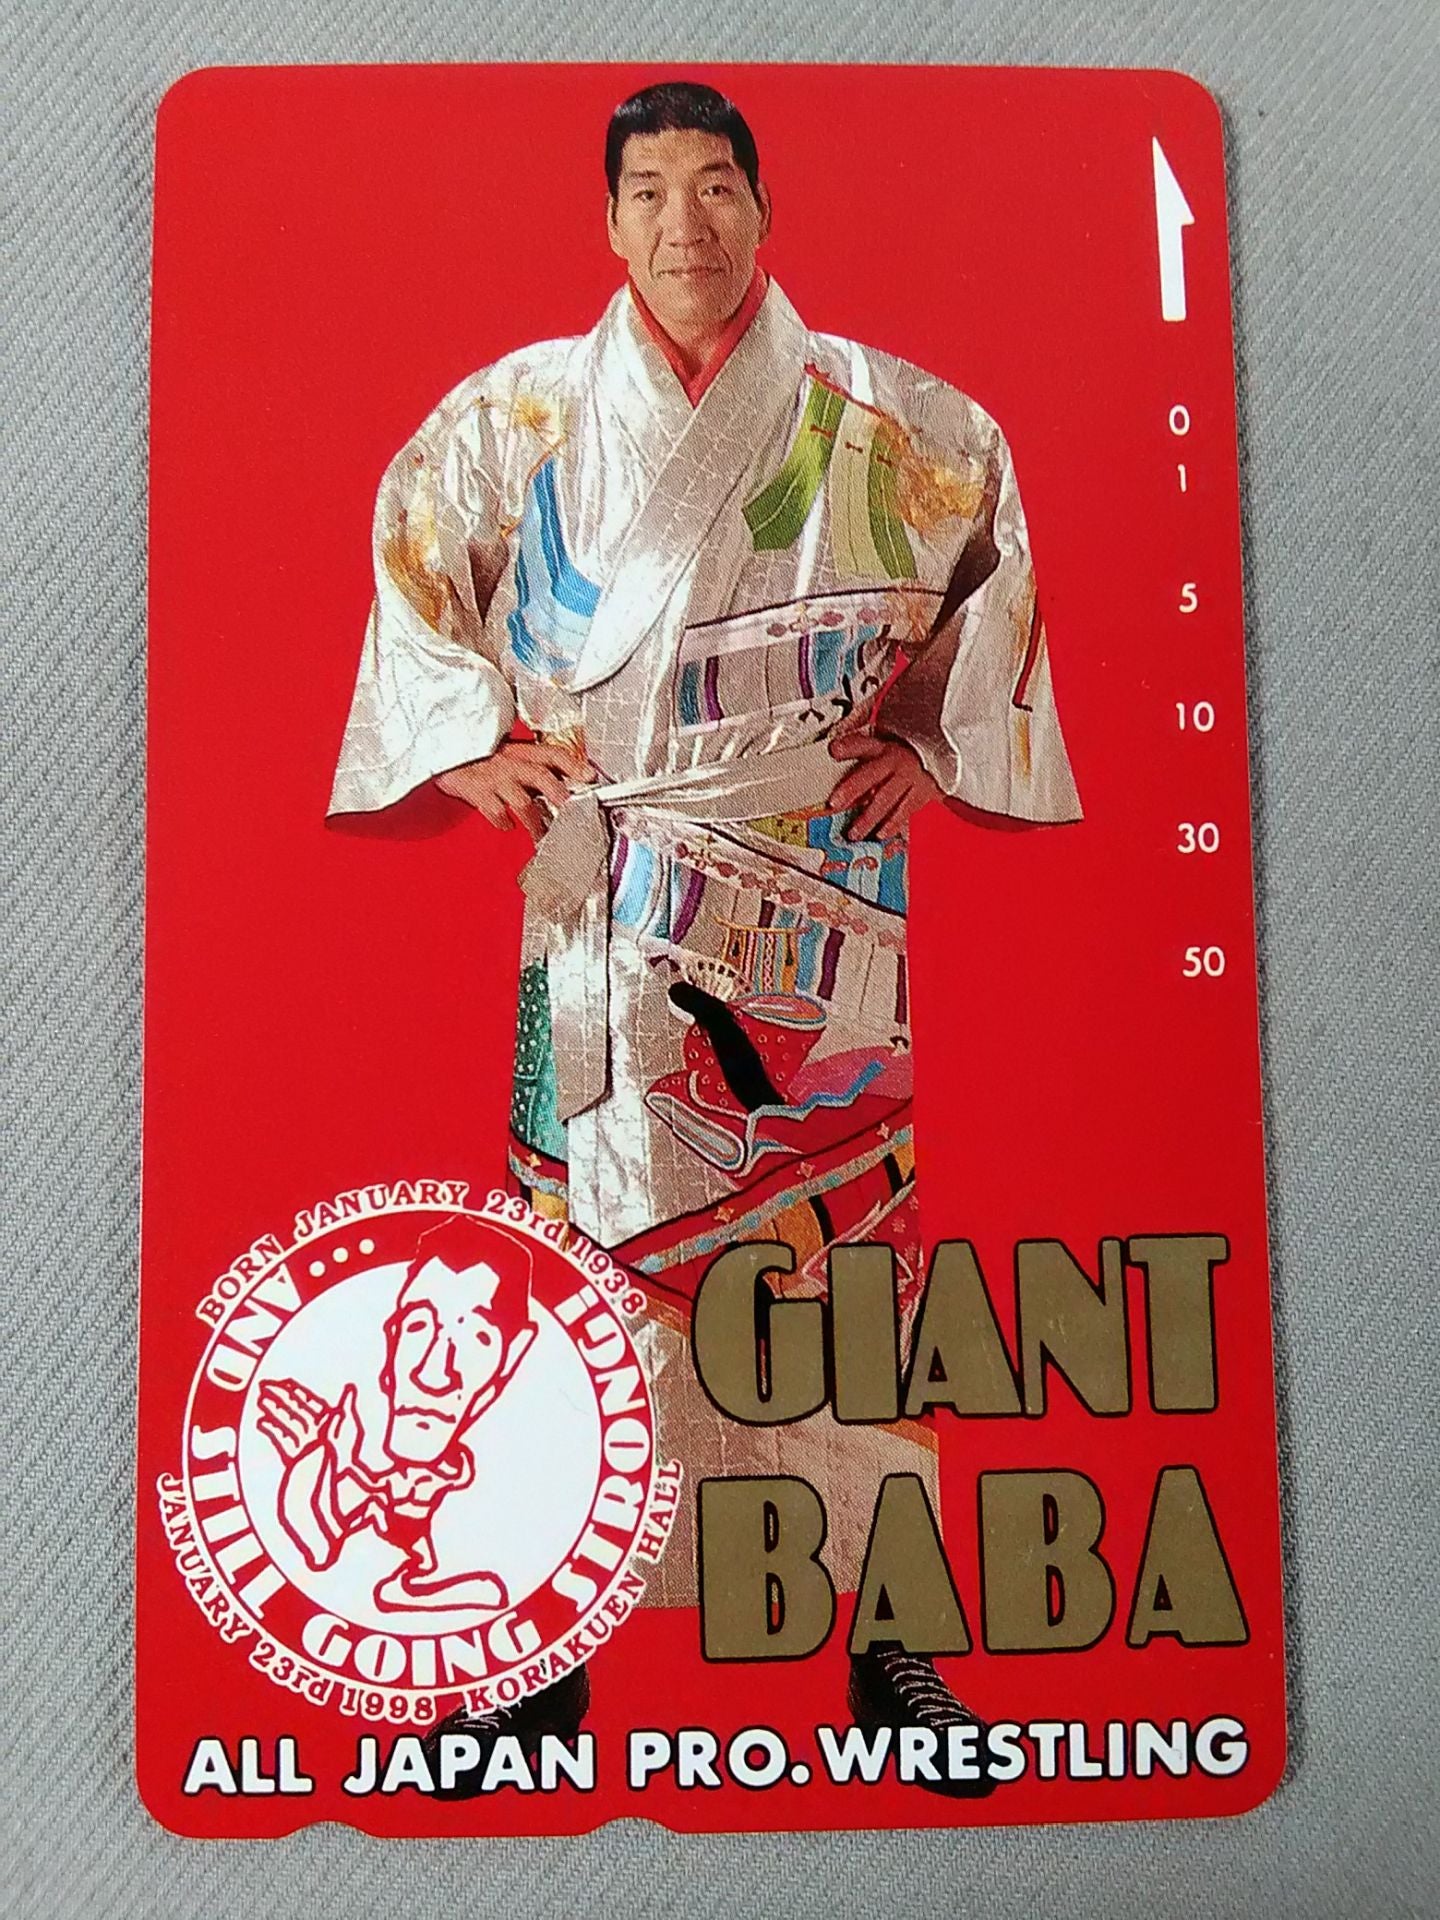 0
1
5
10
30
50
BORN JANUARY 23rd 1938
AND STILL GOING STRONG!
JANUARY 23rd 1998 KORAKUEN HALL
GIANT
BABA
ALL JAPAN PRO.WRESTLING